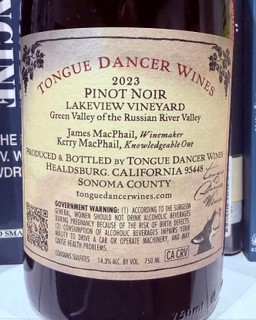 TONGUE DANCER WINES
2023
PINOT NOIR
LAKEVIEW VINEYARD
Green Valley of the Russian River Valley
James MacPhail, Winemaker
Kerry MacPhail, Knowledgeable One
PRODUCED & BOTTLED BY TONGUE DANCER WINES
HEALDSBURG, CALIFORNIA 95448
SONOMA COUNTY
tonguedancerwines.com
GOVERNMENT WARNING: (1) ACCORDING TO THE SURGEON
GENERAL, WOMEN SHOULD NOT DRINK ALCOHOLIC BEVERAGES
DURING PREGNANCY BECAUSE OF THE RISK OF BIRTH DEFECTS.
(2) CONSUMPTION OF ALCOHOLIC BEVERAGES IMPAIRS YOUR
ABILITY TO DRIVE A CAR OR OPERATE MACHINERY, AND MAY
CAUSE HEALTH PROBLEMS.
CONTAINS SULFITES 14.3% ALC. BY VOL. 750 ML
CA CRV
THE
750ml